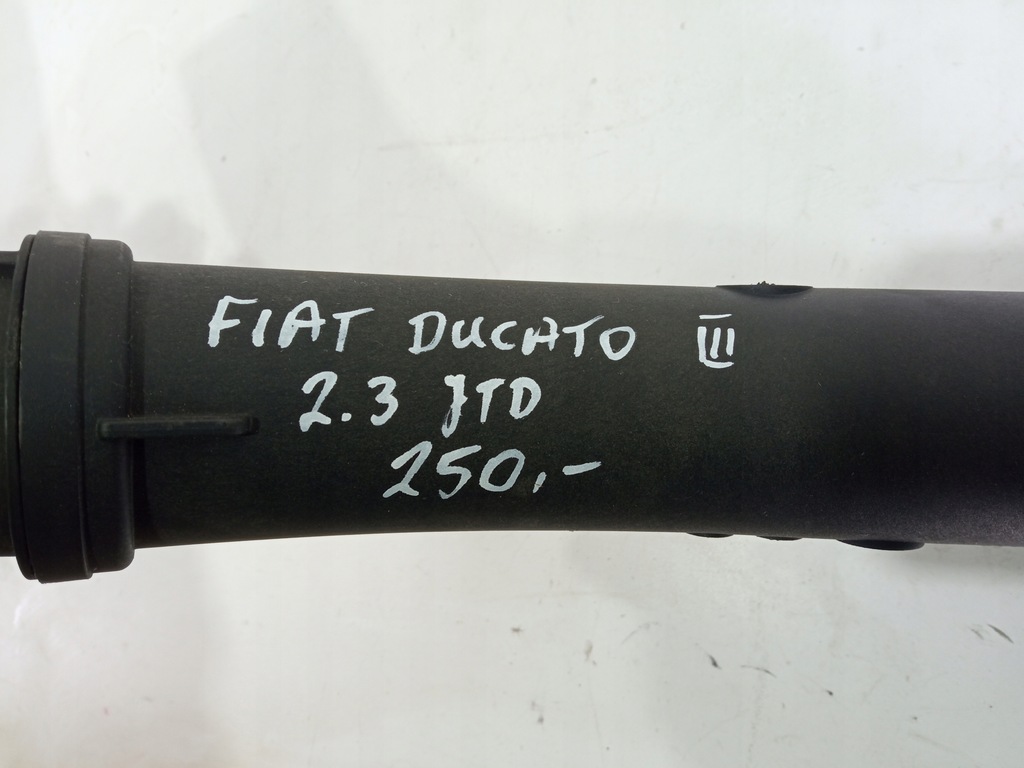 FIAT DUCATO III
2.3 JTD
250,-